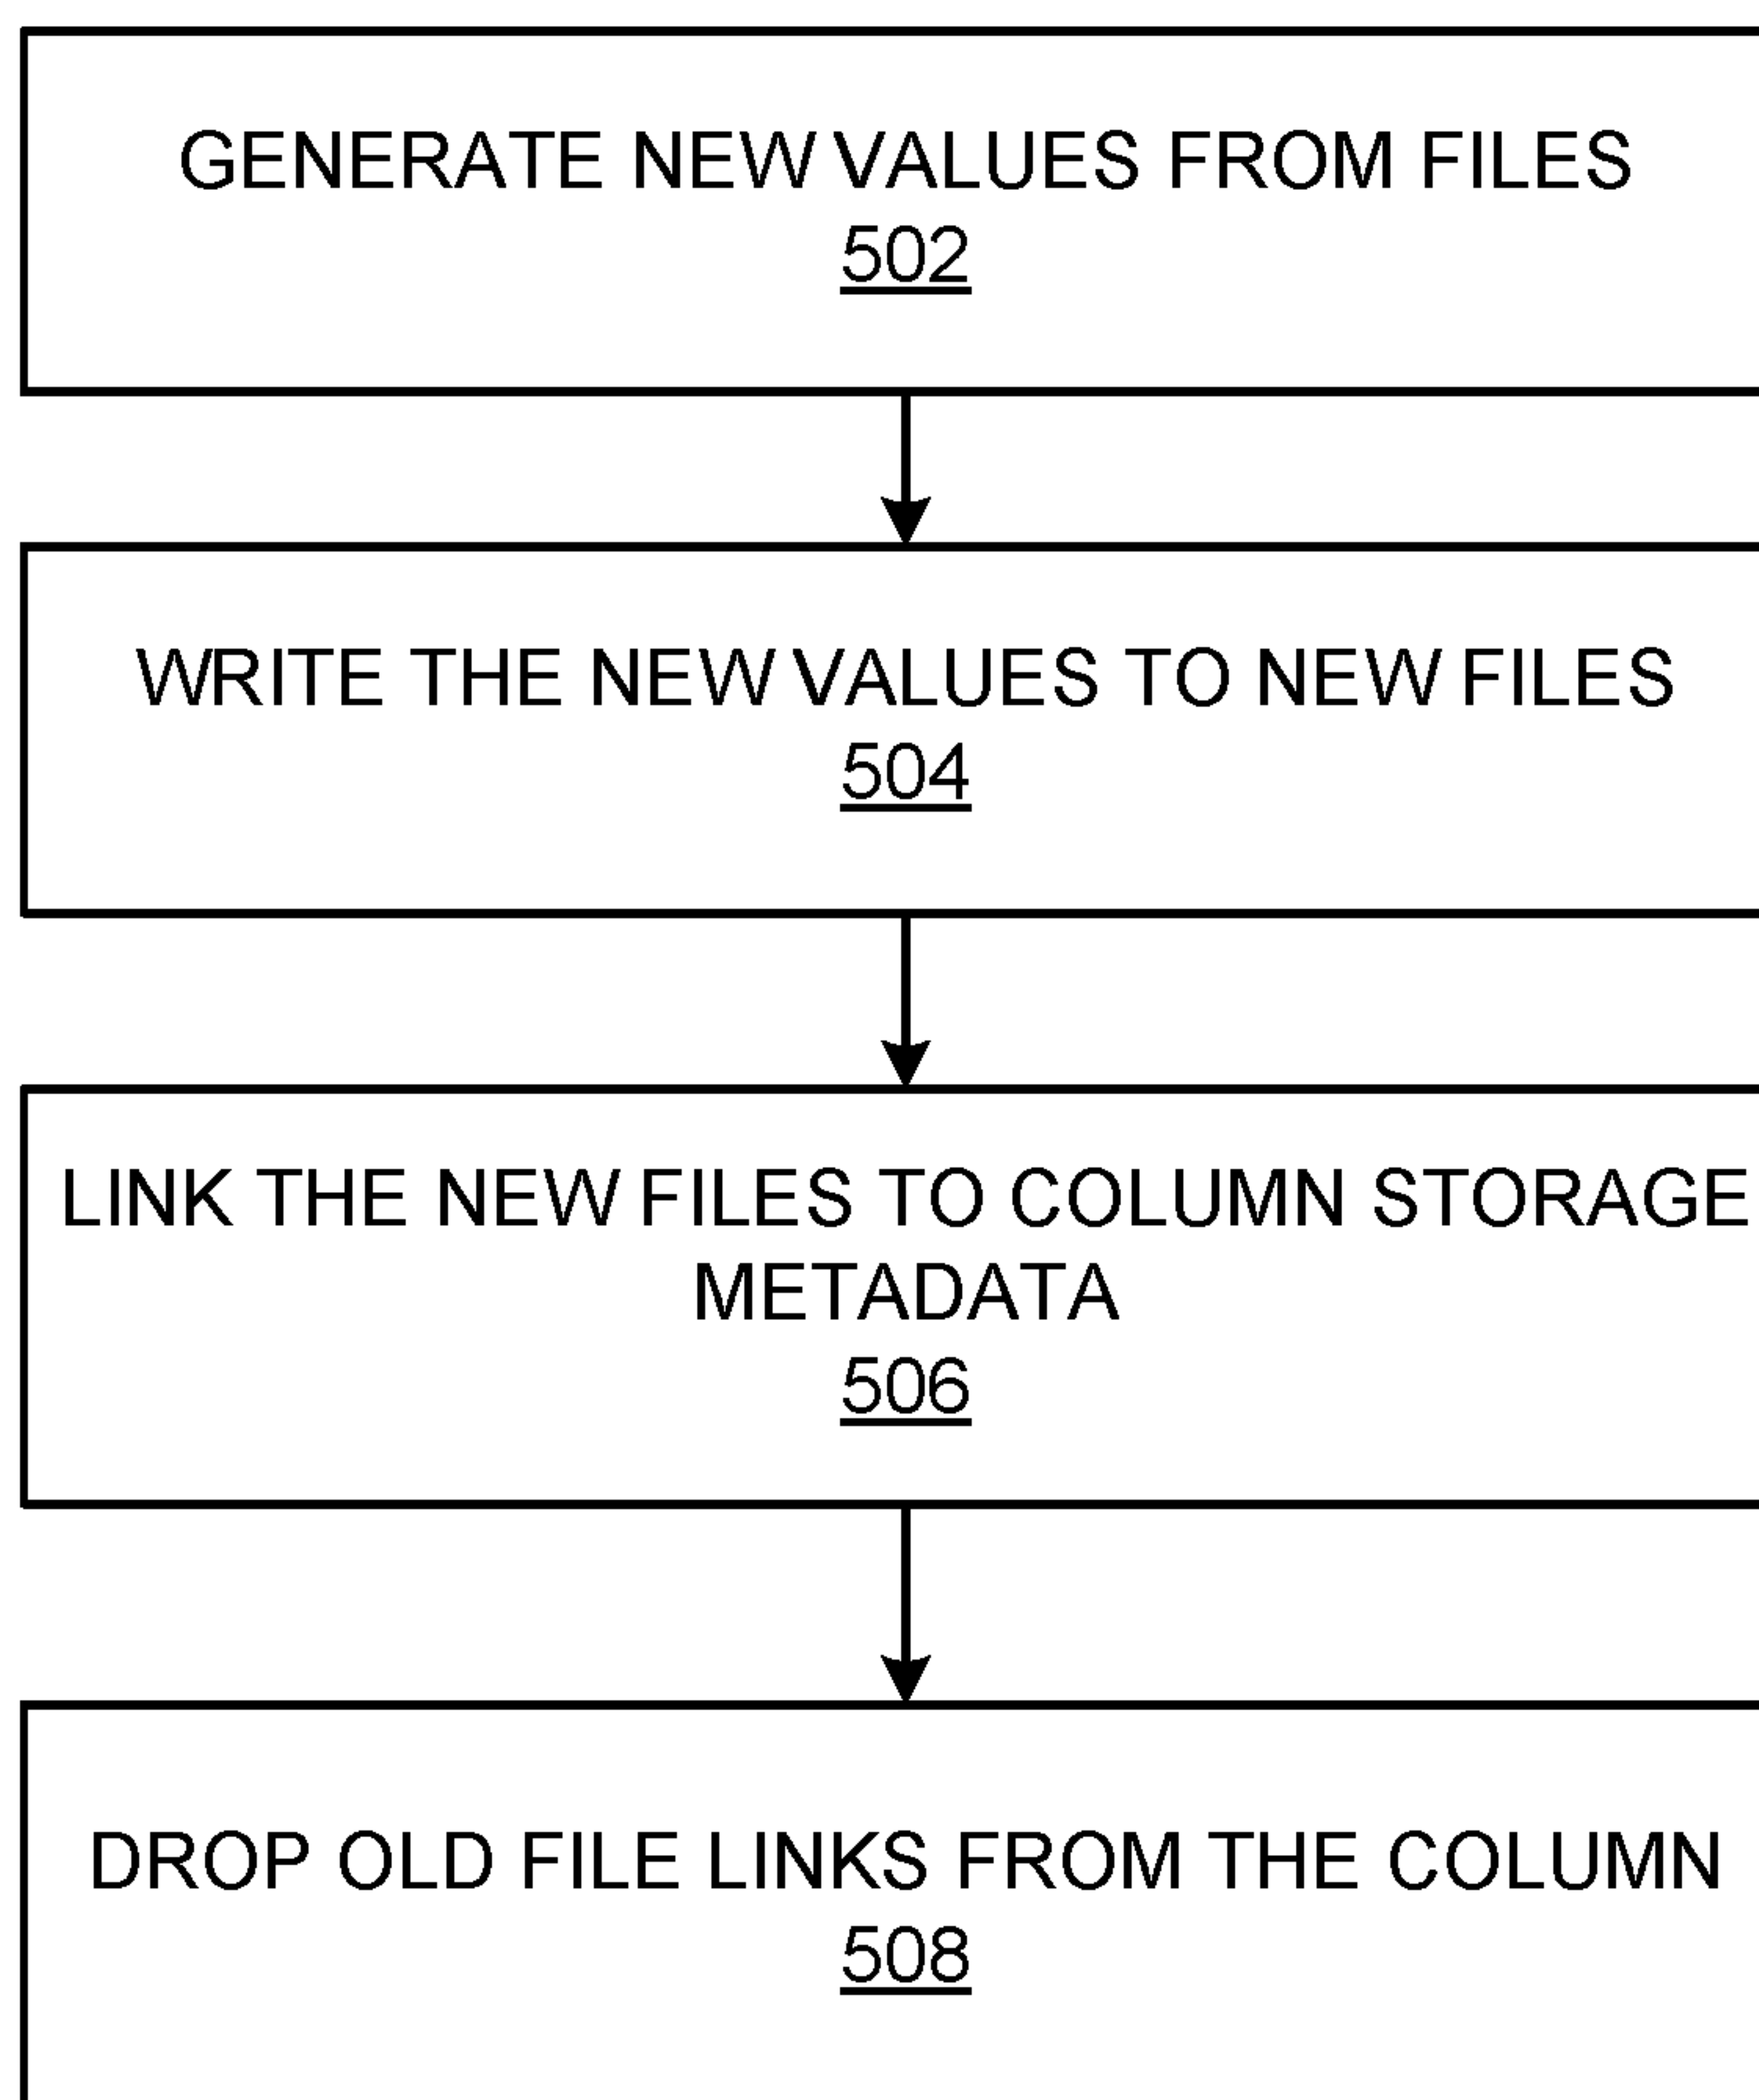 GENERATE NEW VALUES FROM FILES
502
WRITE THE NEW VALUES TO NEW FILES
504
LINK THE NEW FILES TO COLUMN STORAGE
METADATA
506
DROP OLD FILE LINKS FROM THE COLUMN
508